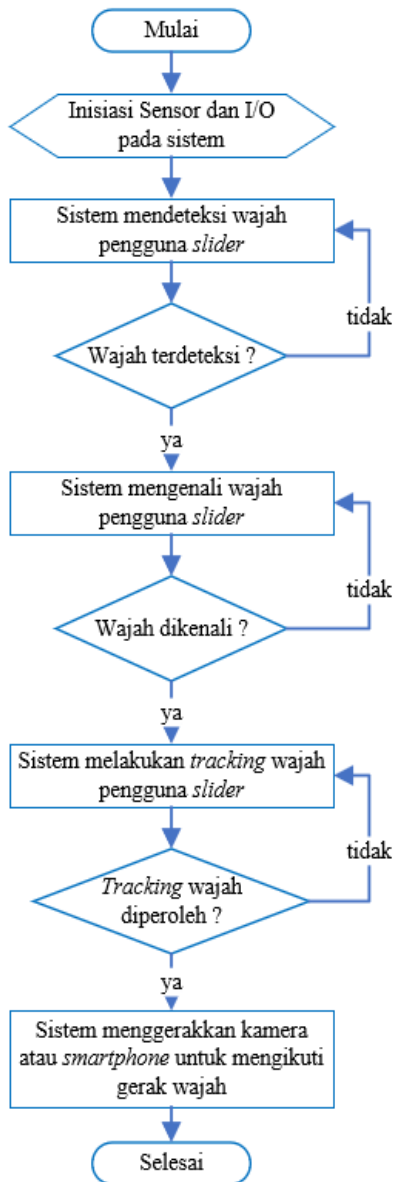 Mulai
Inisiasi Sensor dan I/O
pada sistem
Sistem mendeteksi wajah
pengguna slider
tidak
Wajah terdeteksi ?
ya
Sistem mengenali wajah
pengguna slider
tidak
Wajah dikenali ?
ya
Sistem melakukan tracking wajah
pengguna slider
tidak
Tracking wajah
diperoleh ?
ya
Sistem menggerakkan kamera
atau smartphone untuk mengikuti
gerak wajah
Selesai